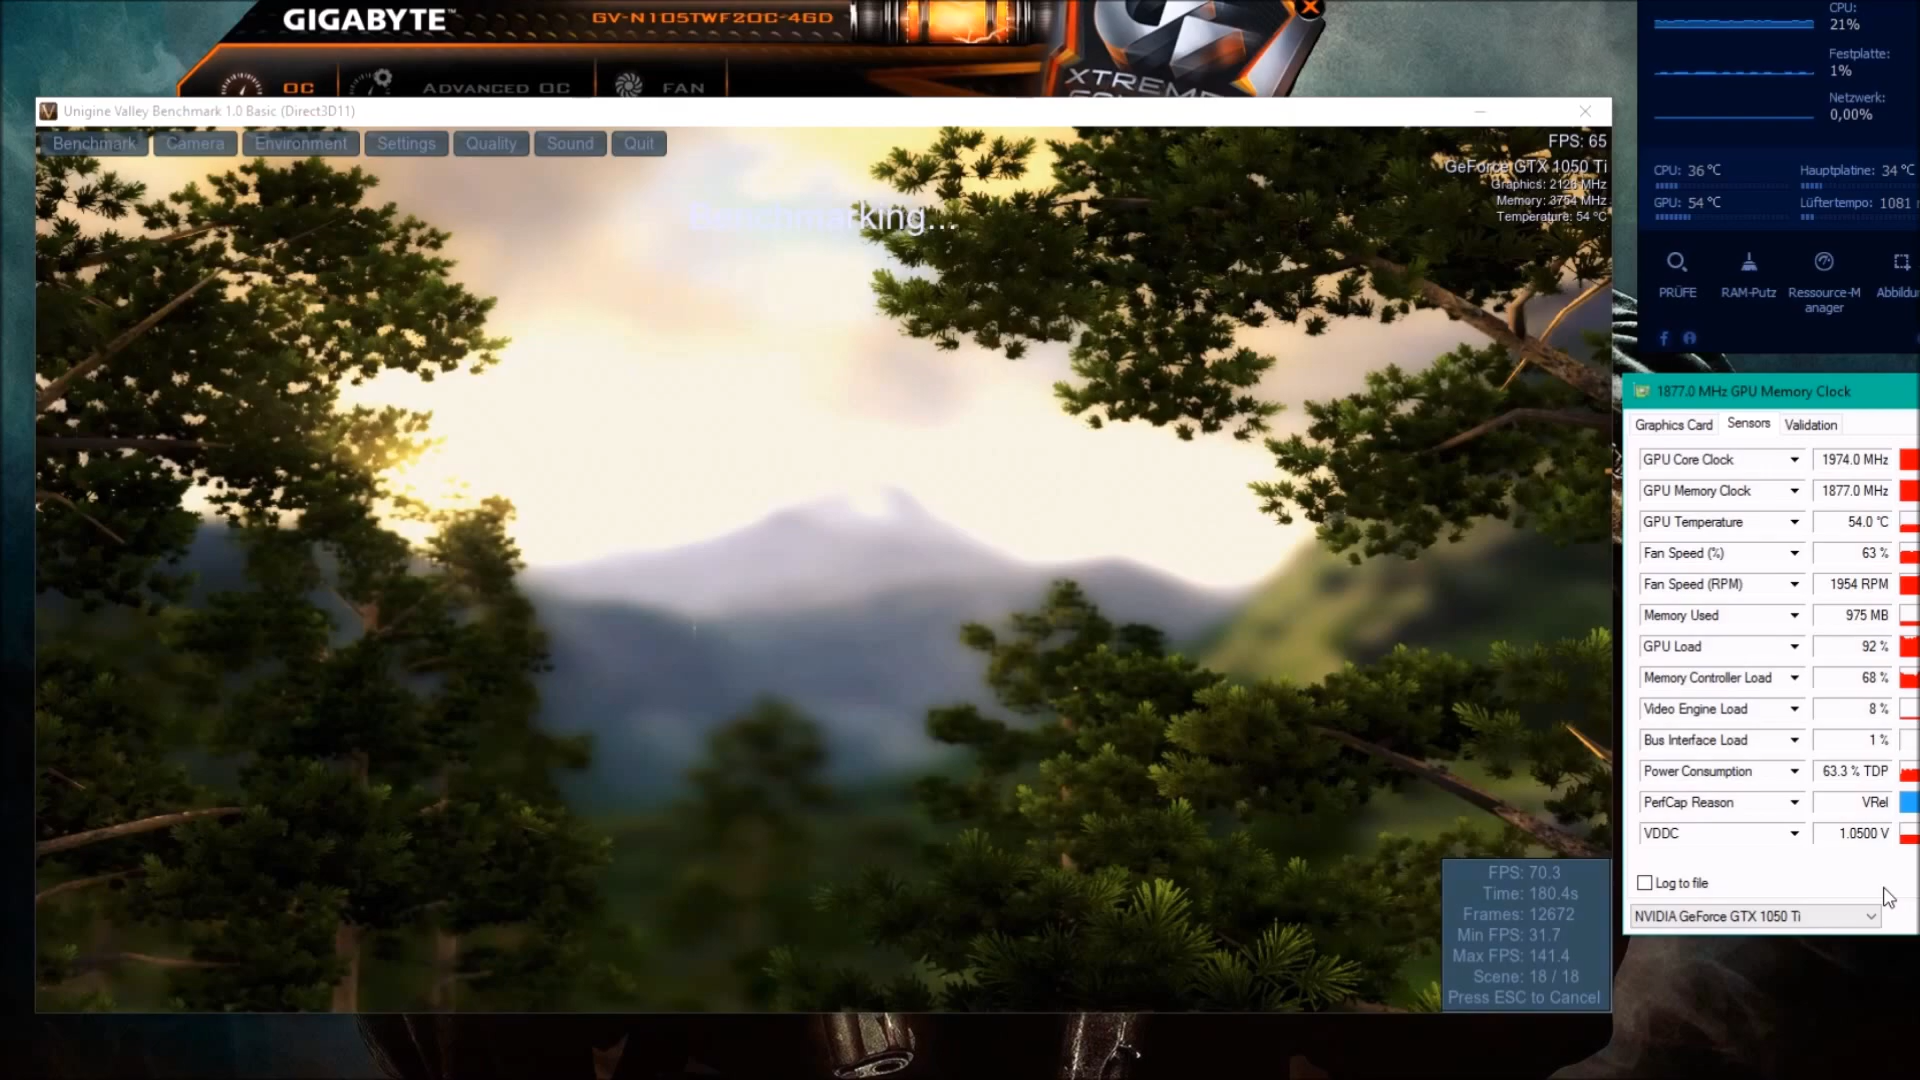 GIGABYTE™ GV-N105TWF2OC-4GD
OC ADVANCED OC FAN
XTREME
Unigine Valley Benchmark 1.0 Basic (Direct3D11)
Benchmark Camera Environment Settings Quality Sound Quit
FPS: 65
GeForce GTX 1050 Ti
Graphics: 2126 MHz
Memory: 3754 MHz
Temperature: 54 °C
Benchmarking...
FPS: 70.3
Time: 180.4s
Frames: 12672
Min FPS: 31.7
Max FPS: 141.4
Scene: 18 / 18
Press ESC to Cancel
CPU:
21%
Festplatte:
1%
Netzwerk:
0,00%
CPU: 36 °C Hauptplatine: 34 °C
GPU: 54 °C Lüftertempo: 1081
PRÜFE RAM-Putz Ressource-M
anager
1877.0 MHz GPU Memory Clock
Graphics Card Sensors Validation
GPU Core Clock 1974.0 MHz
GPU Memory Clock 1877.0 MHz
GPU Temperature 54.0 °C
Fan Speed (%) 63 %
Fan Speed (RPM) 1954 RPM
Memory Used 975 MB
GPU Load 92 %
Memory Controller Load 68 %
Video Engine Load 8 %
Bus Interface Load 1 %
Power Consumption 63.3 % TDP
PerfCap Reason VRel
VDDC 1.0500 V
Log to file
NVIDIA GeForce GTX 1050 Ti